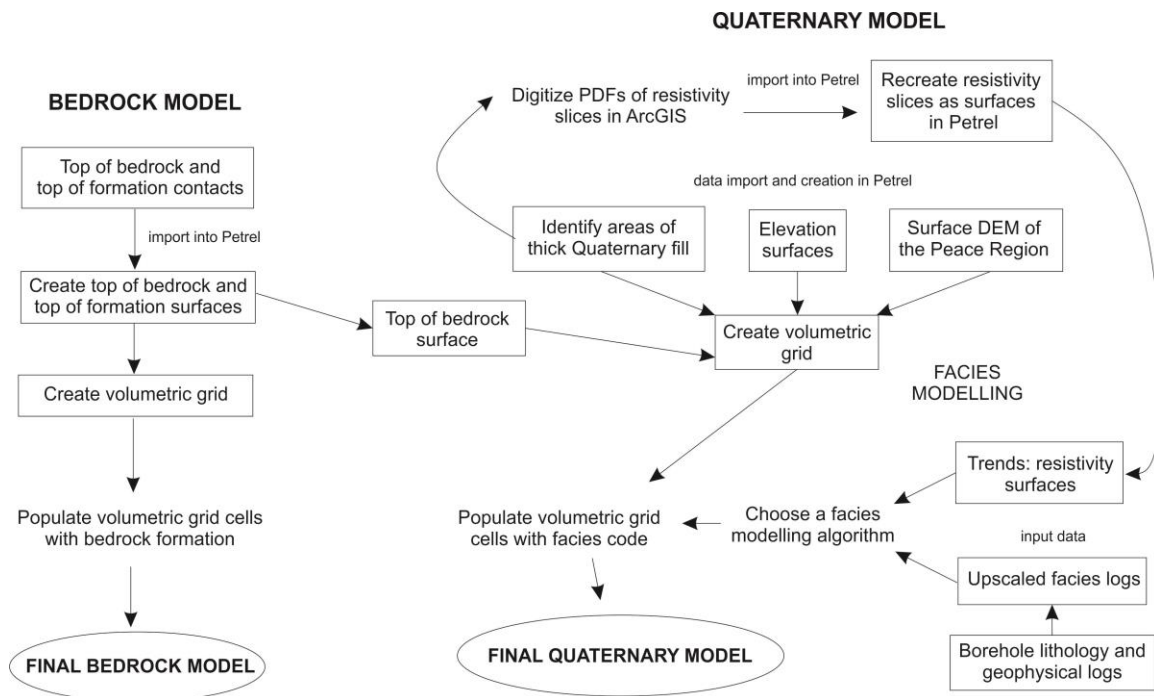 QUATERNARY MODEL
BEDROCK MODEL
Digitize PDFs of resistivity
slices in ArcGIS
import into Petrel
Recreate resistivity
slices as surfaces
in Petrel
Top of bedrock and
top of formation contacts
import into Petrel
Create top of bedrock and
top of formation surfaces
Create volumetric grid
Populate volumetric grid cells
with bedrock formation
FINAL BEDROCK MODEL
data import and creation in Petrel
Identify areas of
thick Quaternary fill
Elevation
surfaces
Surface DEM of
the Peace Region
Top of bedrock
surface
Create volumetric
grid
FACIES
MODELLING
Trends: resistivity
surfaces
Populate volumetric grid
cells with facies code
Choose a facies
modelling algorithm
input data
Upscaled facies logs
Borehole lithology and
geophysical logs
FINAL QUATERNARY MODEL